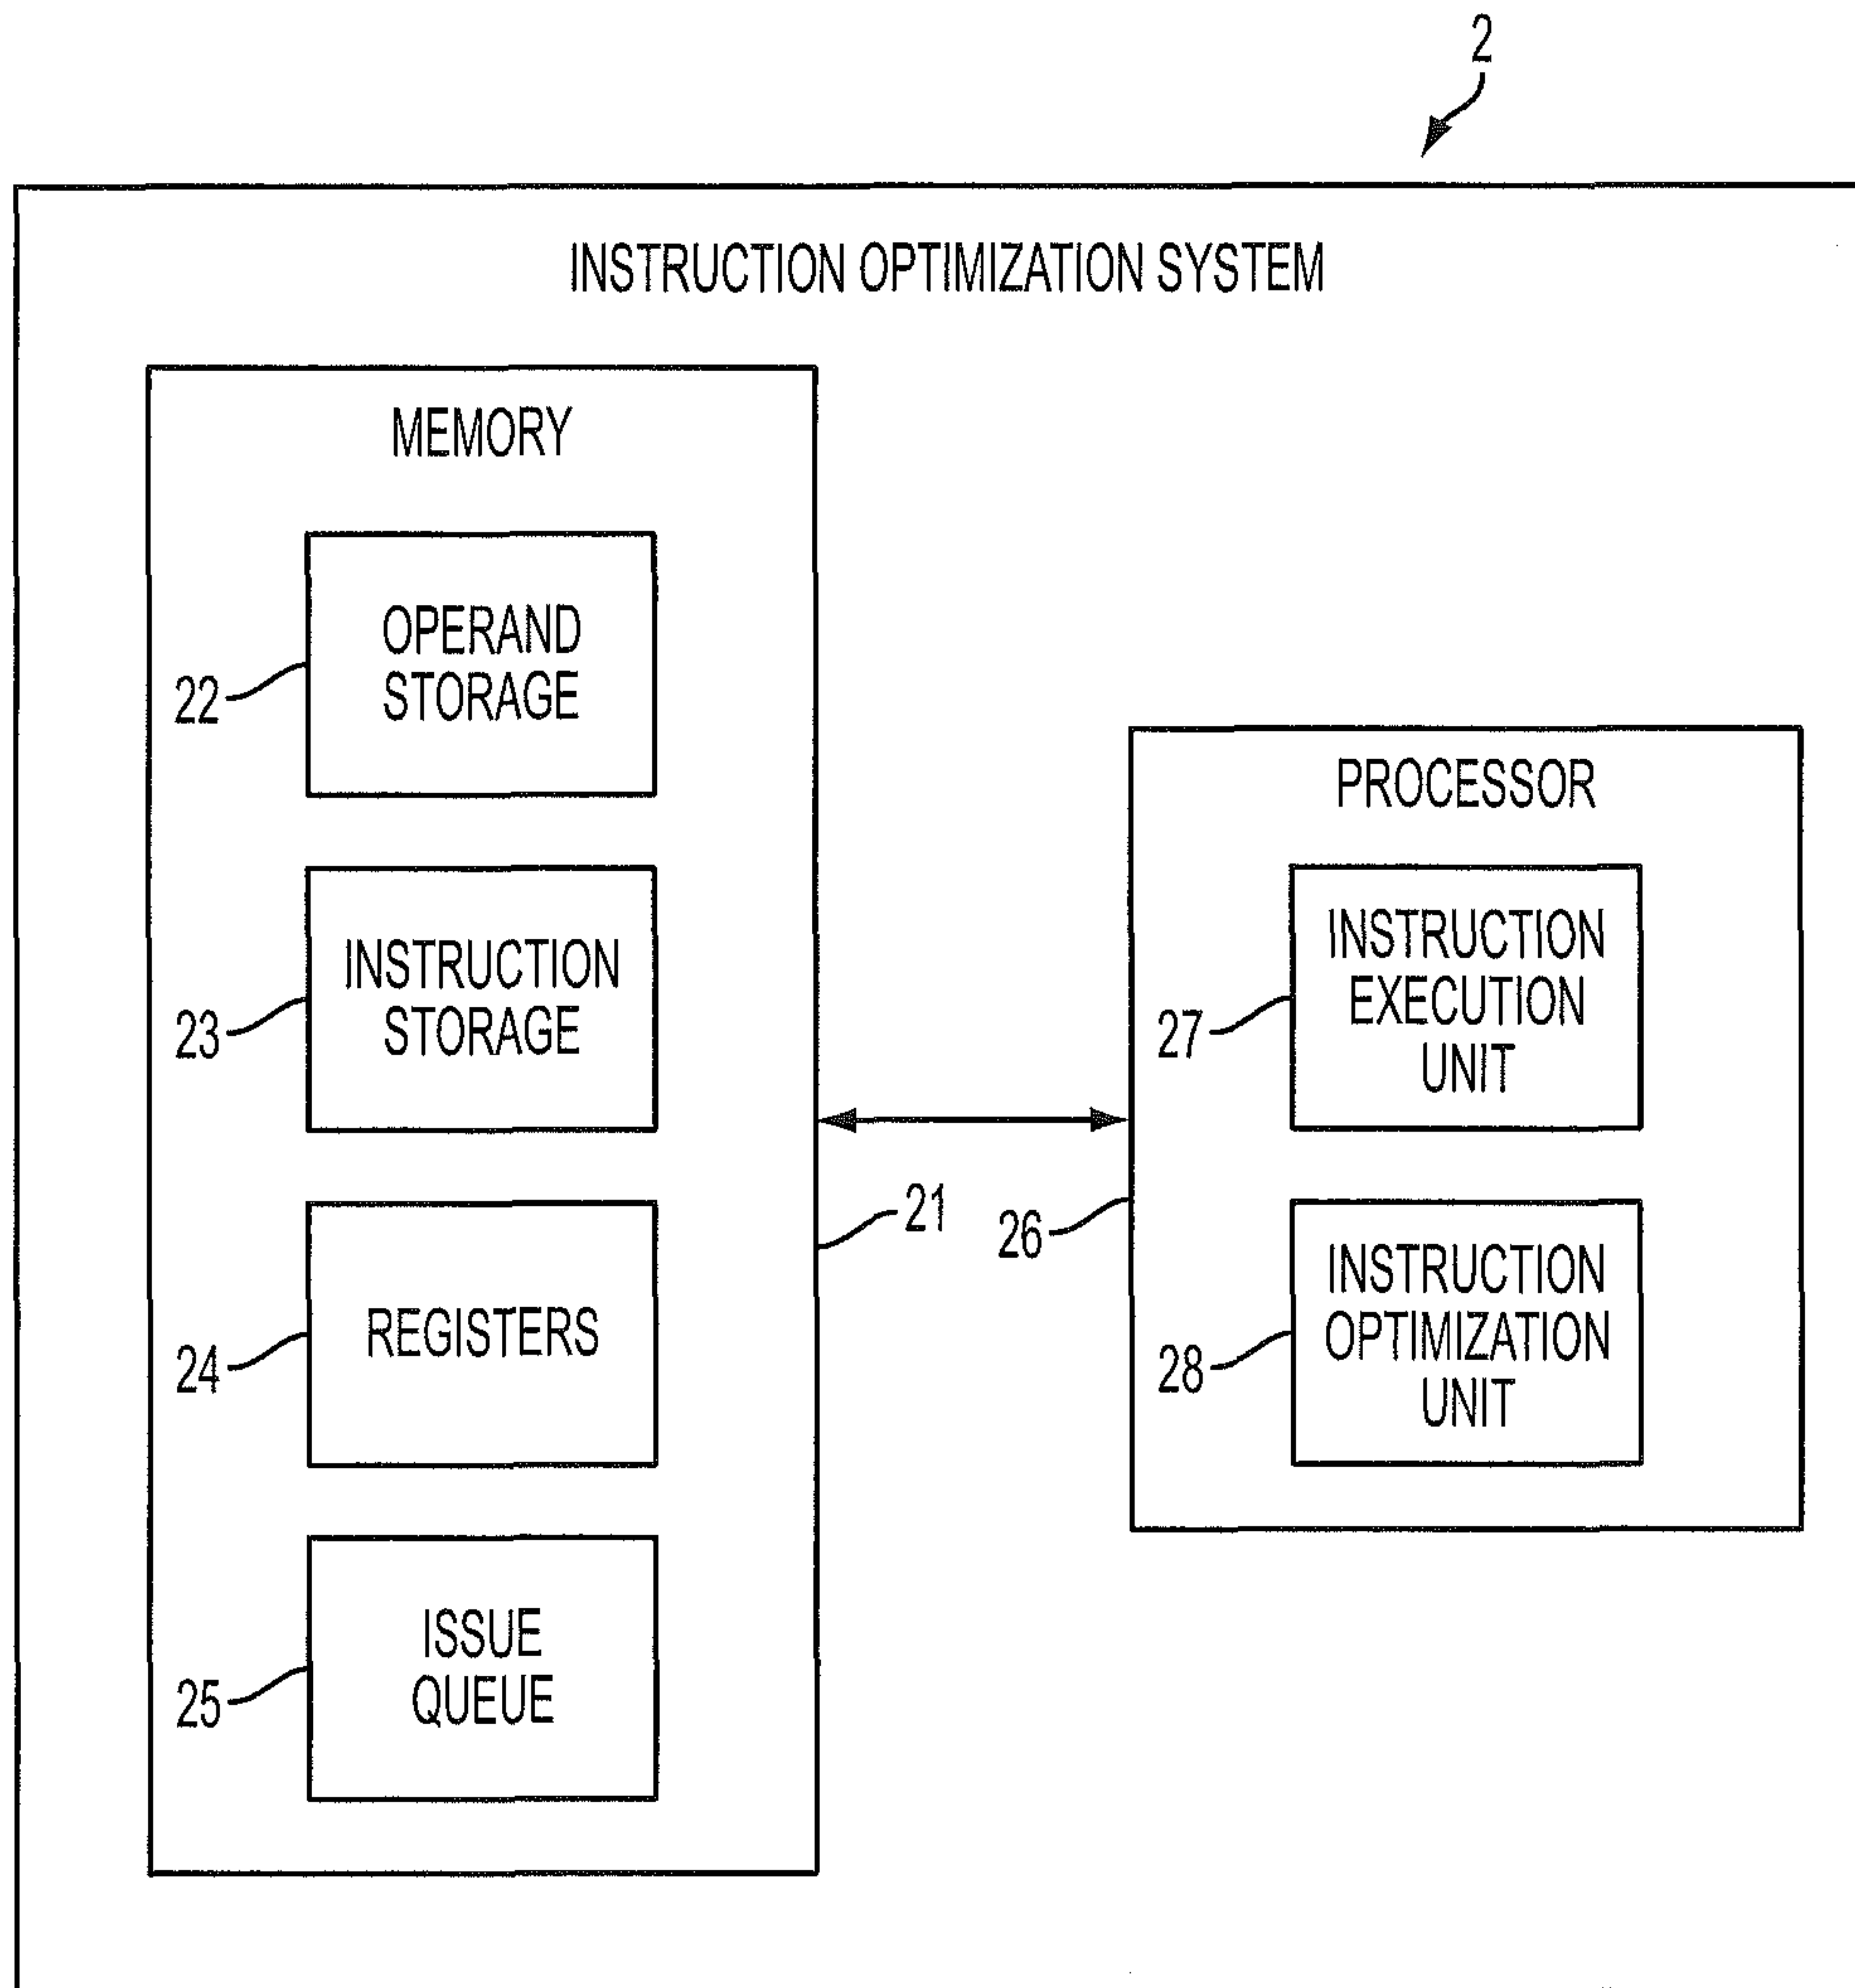 2
INSTRUCTION OPTIMIZATION SYSTEM
MEMORY
OPERAND
STORAGE
22
INSTRUCTION
STORAGE
23
REGISTERS
24
ISSUE
QUEUE
25
21
26
PROCESSOR
INSTRUCTION
EXECUTION
UNIT
27
INSTRUCTION
OPTIMIZATION
UNIT
28